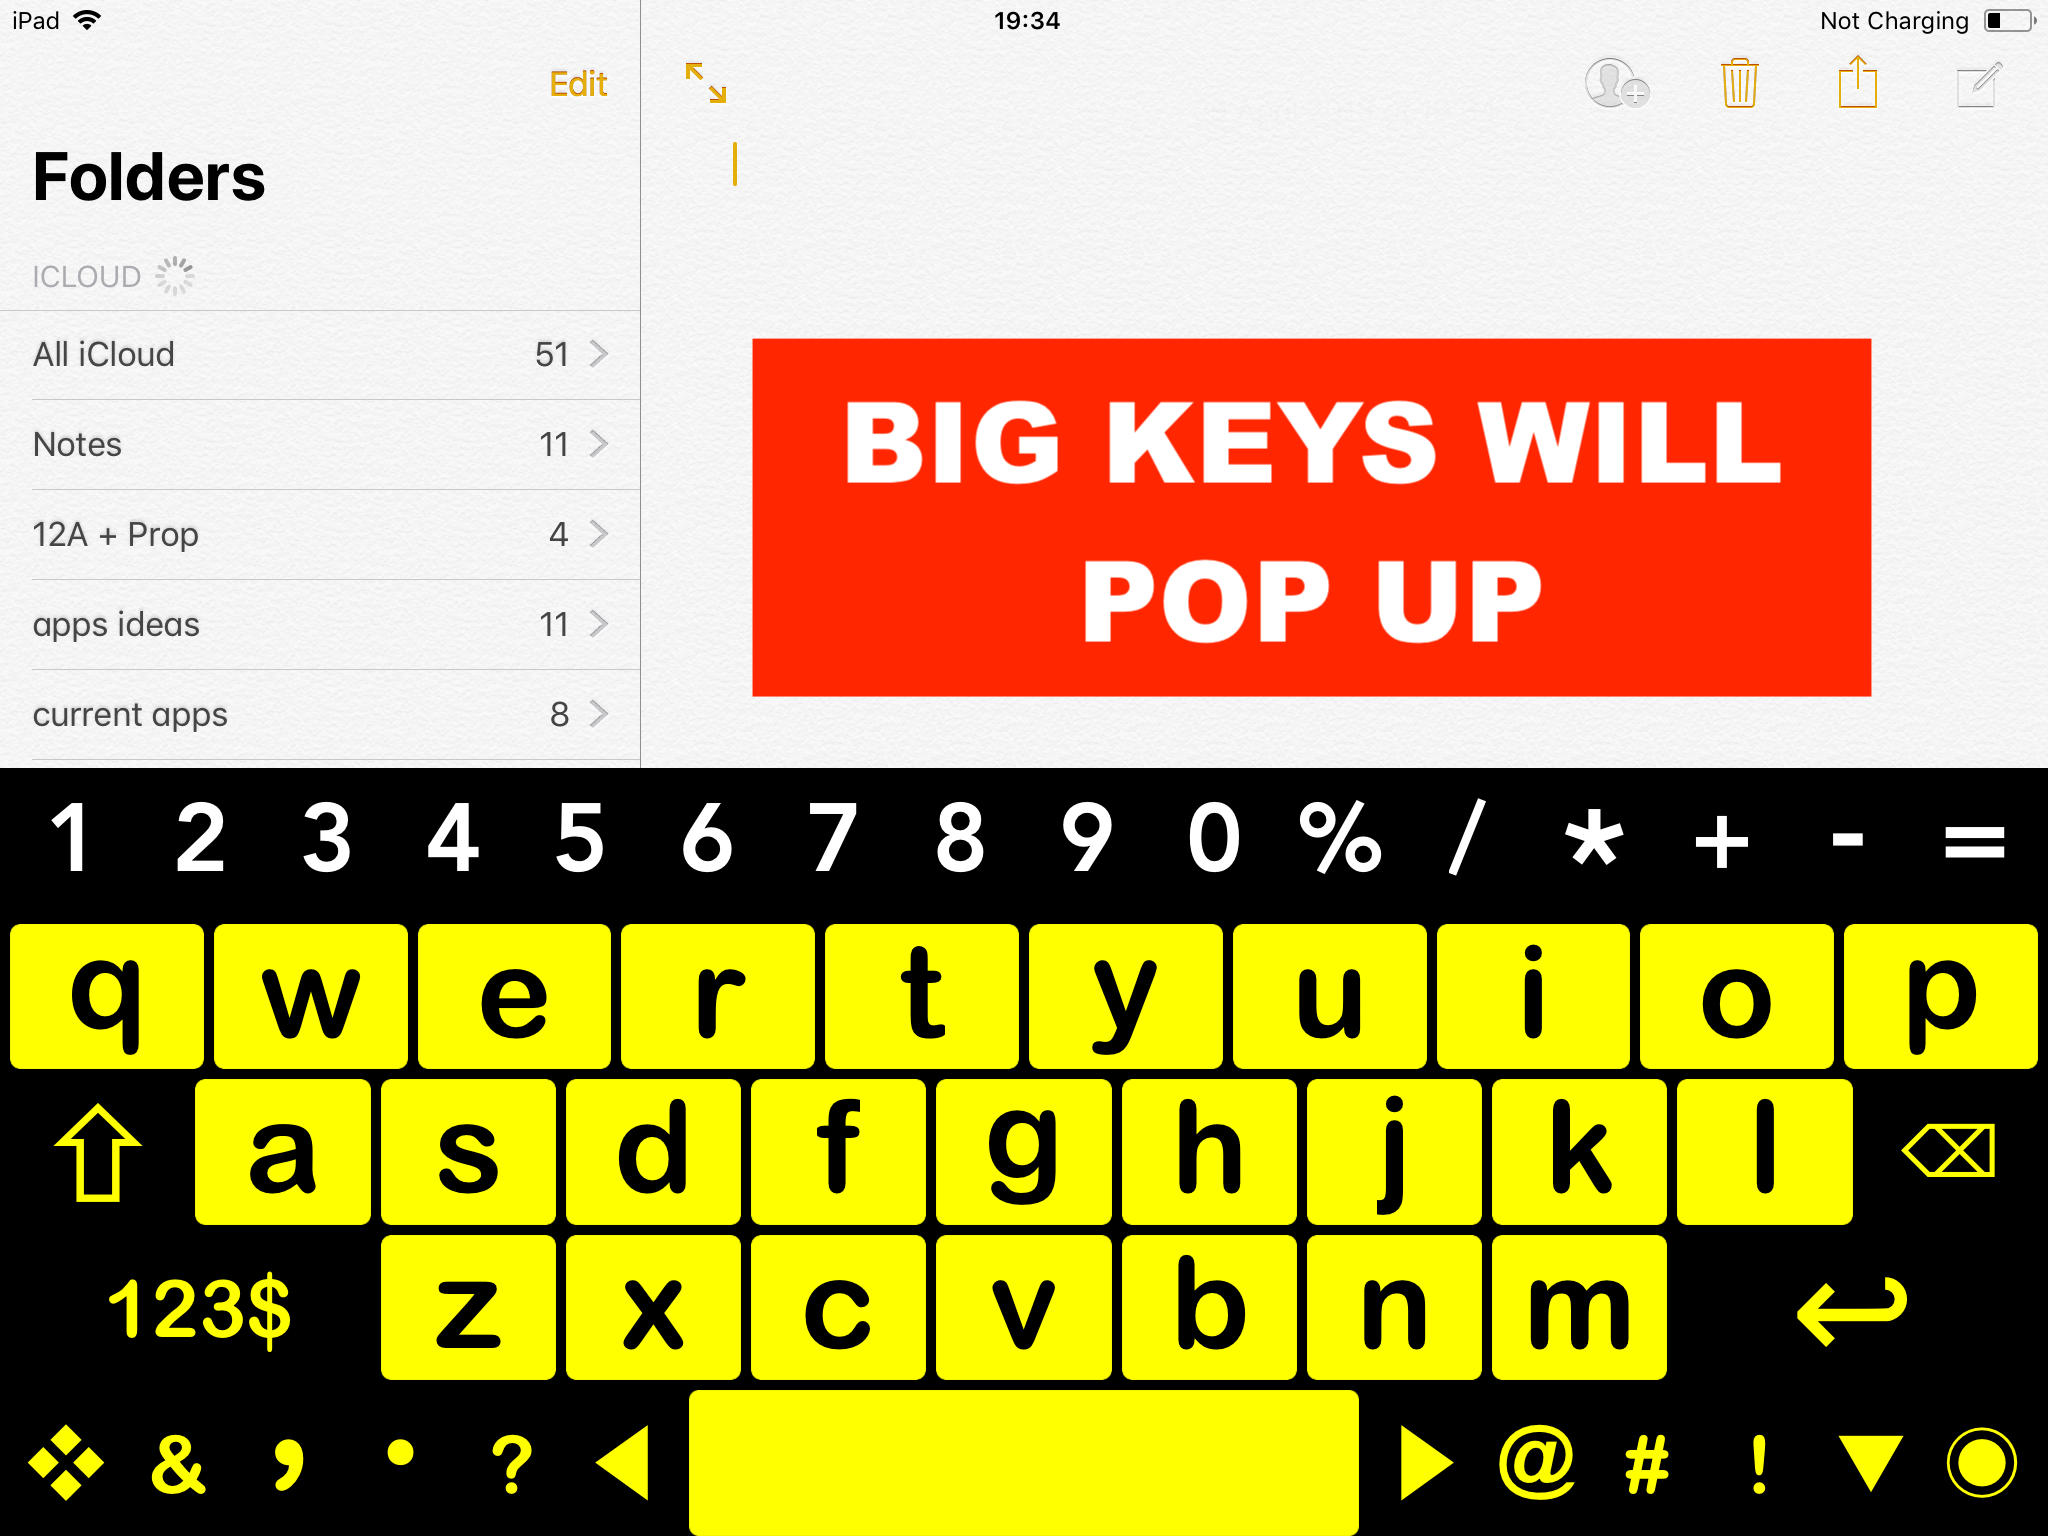 iPad 19:34 Not Charging
Edit
Folders
ICLOUD
All iCloud 51
Notes 11
12A + Prop 4
apps ideas 11
current apps 8
BIG KEYS WILL
POP UP
1 2 3 4 5 6 7 8 9 0 % / * + - =
q w e r t y u i o p
a s d f g h j k l
123$ z x c v b n m
& , . ? @ # !